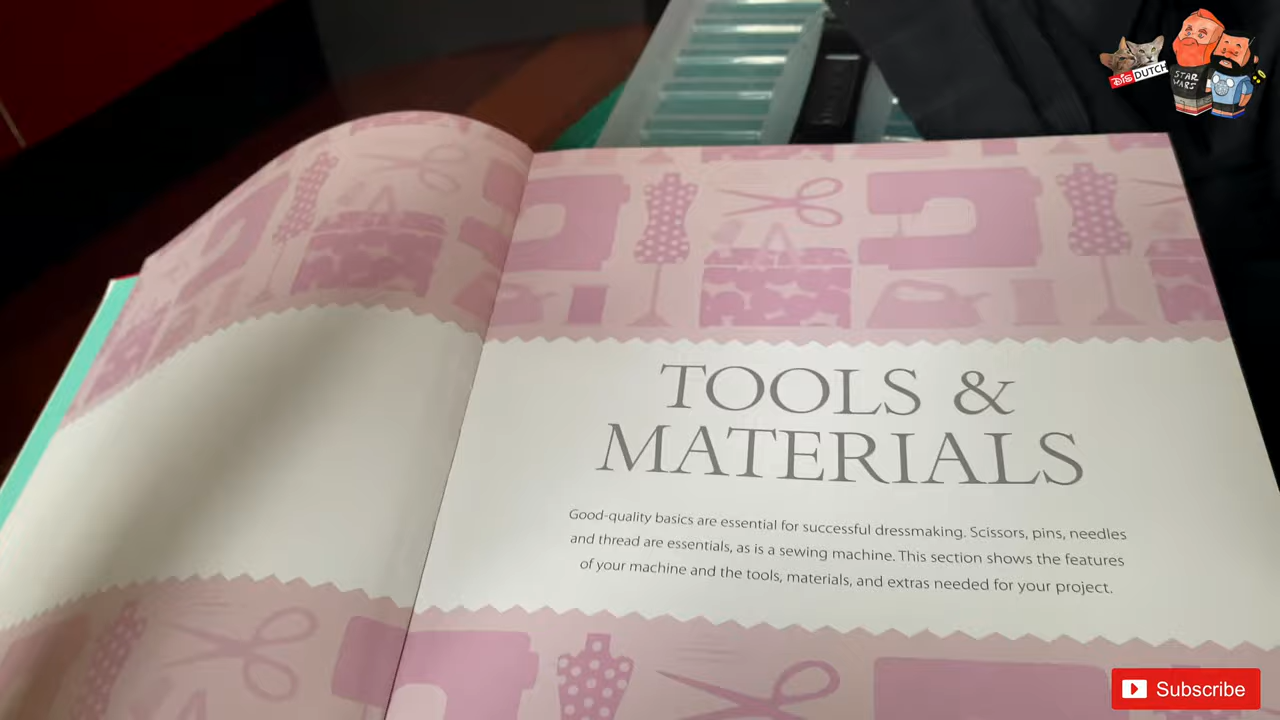 DIS DUTCH
STAR
WARS
TOOLS &
MATERIALS
Good-quality basics are essential for successful dressmaking. Scissors, pins, needles
and thread are essentials, as is a sewing machine. This section shows the features
of your machine and the tools, materials, and extras needed for your project.
Subscribe